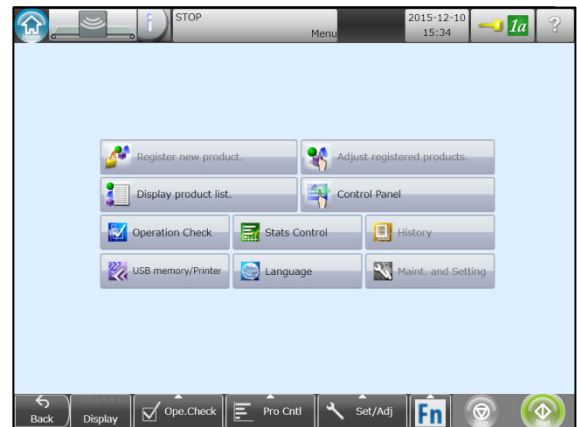 STOP
Menu
2015-12-10
15:34
1a
?
Home
i
Register new product.
Adjust registered products.
Display product list.
Control Panel
Operation Check
Stats Control
History
USB memory/Printer
Language
Maint. and Setting
Back
Display
Ope.Check
Pro Cntl
Set/Adj
Fn
Stop
Start